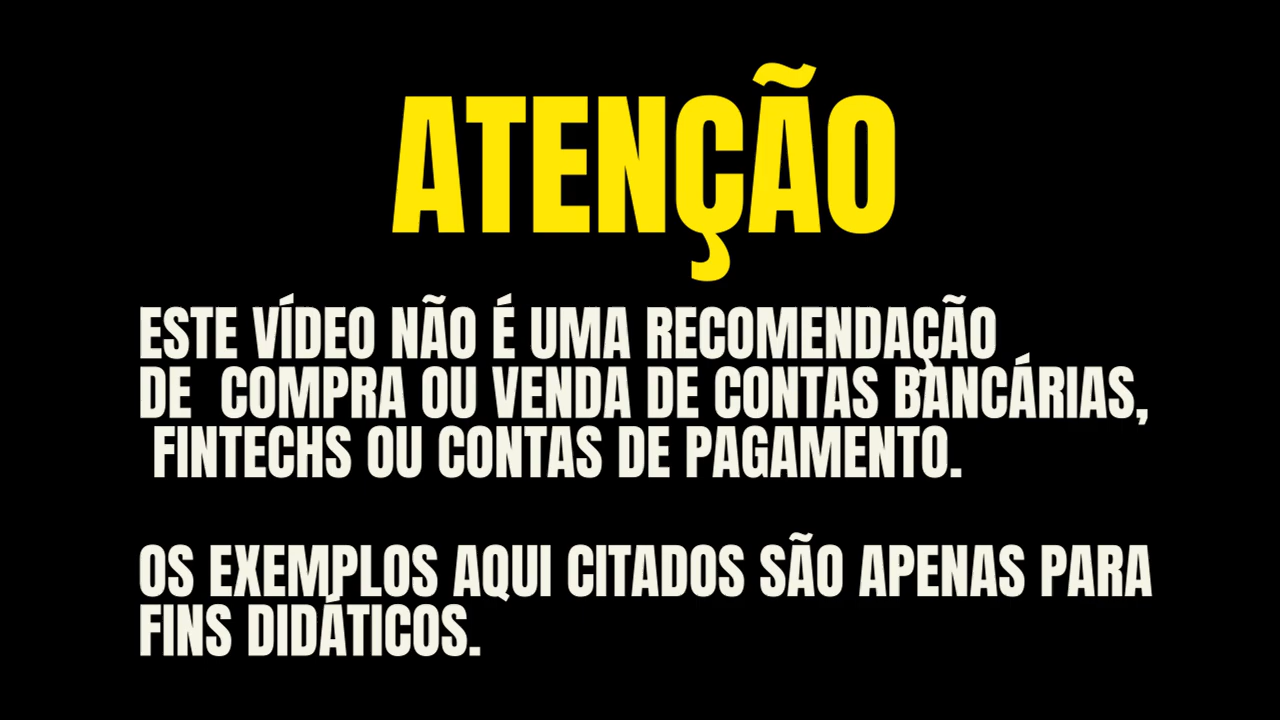 ATENÇÃO
ESTE VÍDEO NÃO É UMA RECOMENDAÇÃO
DE COMPRA OU VENDA DE CONTAS BANCÁRIAS,
FINTECHS OU CONTAS DE PAGAMENTO.
OS EXEMPLOS AQUI CITADOS SÃO APENAS PARA
FINS DIDÁTICOS.